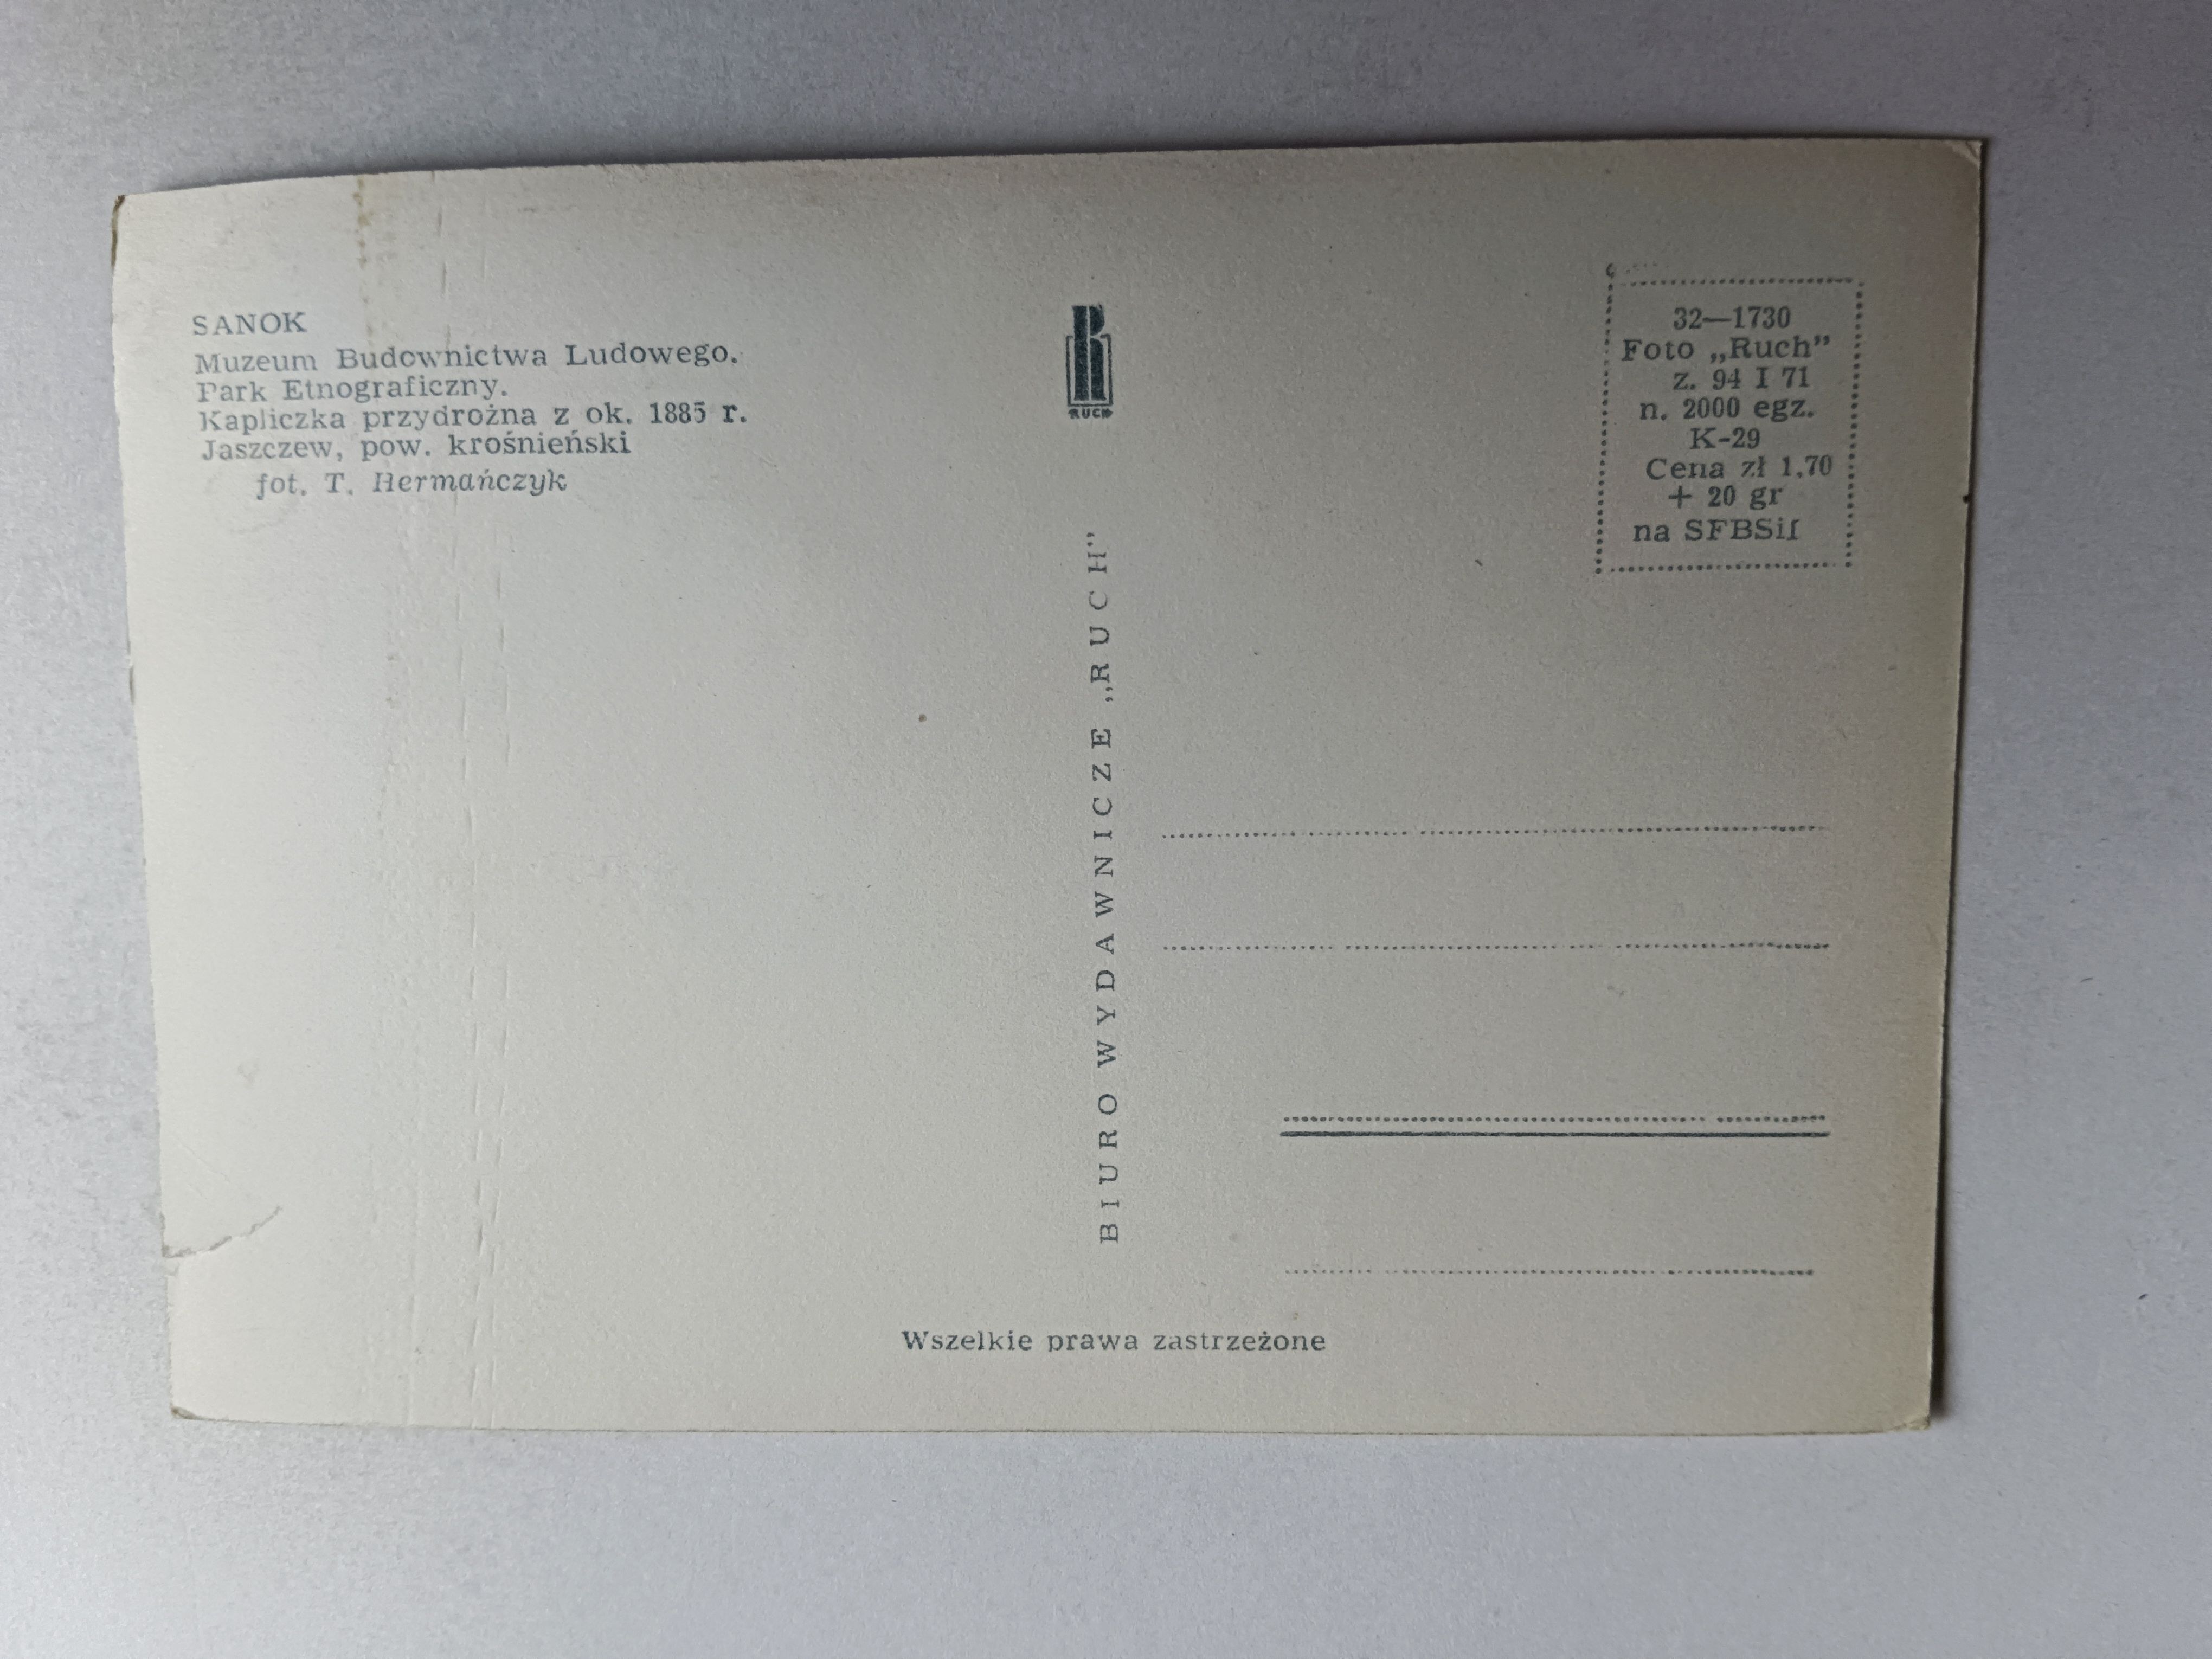 SANOK
Muzeum Budownictwa Ludowego.
Park Etnograficzny.
Kapliczka przydrożna z ok. 1885 r.
Jaszczew, pow. krośnieński
fot. T. Hermańczyk
RUCH
BIURO WYDAWNICZE „RUCH”
32—1730
Foto „Ruch”
z. 94 I 71
n. 2000 egz.
K-29
Cena zł 1,70
+ 20 gr
na SFBSiI
Wszelkie prawa zastrzeżone